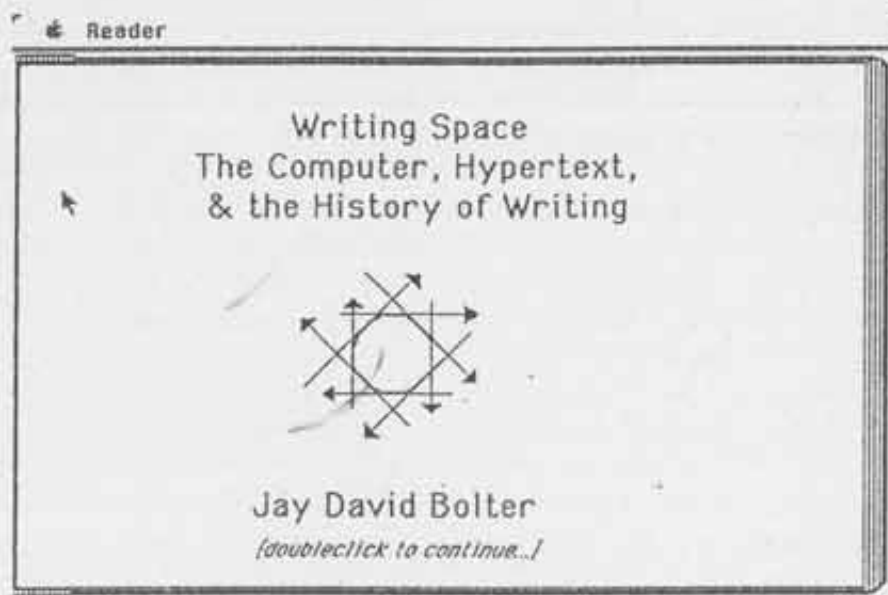 Reader
Writing Space
The Computer, Hypertext,
& the History of Writing
Jay David Bolter
[doubleclick to continue...]